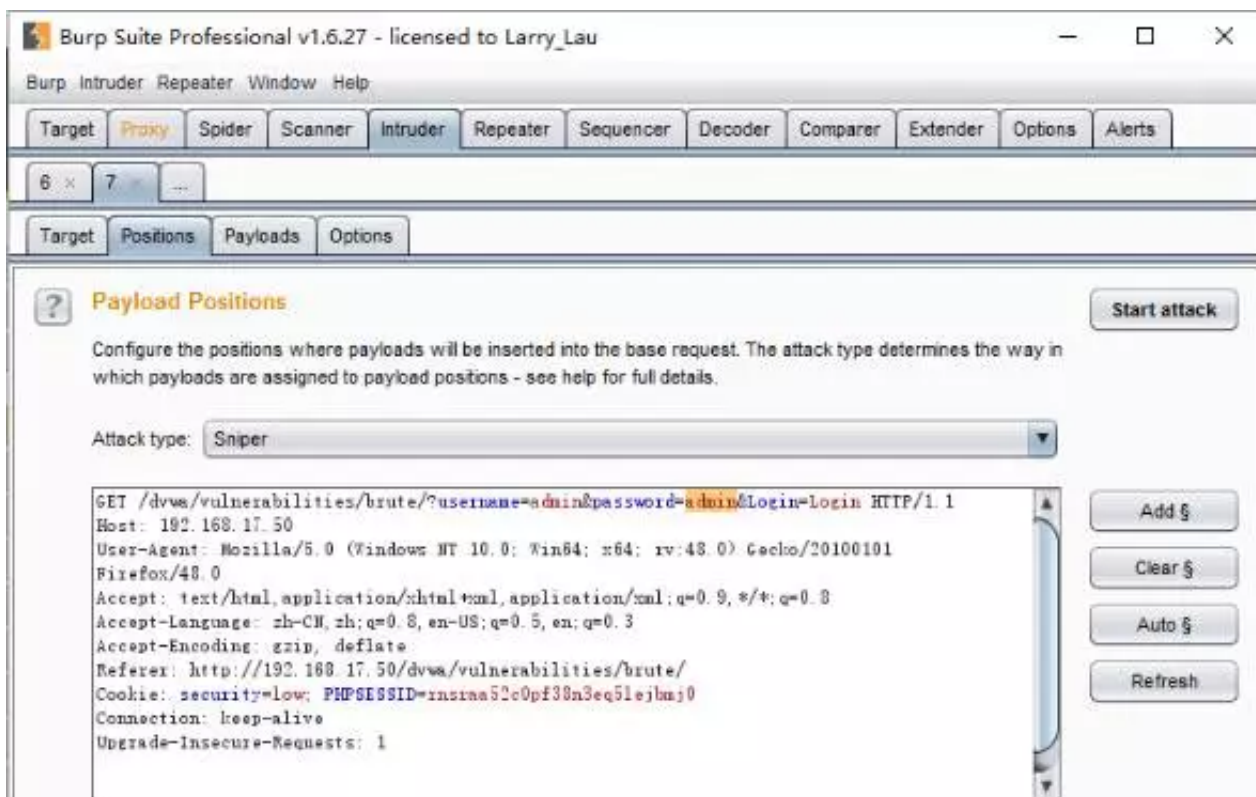 Burp Suite Professional v1.6.27 - licensed to Larry_Lau
Burp Intruder Repeater Window Help
Target Proxy Spider Scanner Intruder Repeater Sequencer Decoder Comparer Extender Options Alerts
6 × 7 × ...
Target Positions Payloads Options
? Payload Positions
Start attack
Configure the positions where payloads will be inserted into the base request. The attack type determines the way in
which payloads are assigned to payload positions - see help for full details.
Attack type: Sniper
GET /dvwa/vulnerabilities/brute/?username=admin&password=admin&Login=Login HTTP/1.1
Host: 192.168.17.50
User-Agent: Mozilla/5.0 (Windows NT 10.0; Win64; x64; rv:48.0) Gecko/20100101
Firefox/48.0
Accept: text/html,application/xhtml+xml,application/xml;q=0.9,*/*;q=0.8
Accept-Language: zh-CN,zh;q=0.8,en-US;q=0.5,en;q=0.3
Accept-Encoding: gzip, deflate
Referer: http://192.168.17.50/dvwa/vulnerabilities/brute/
Cookie: security=low; PHPSESSID=rnsraa52c0pf38n3eq5lejbmj0
Connection: keep-alive
Upgrade-Insecure-Requests: 1
Add §
Clear §
Auto §
Refresh